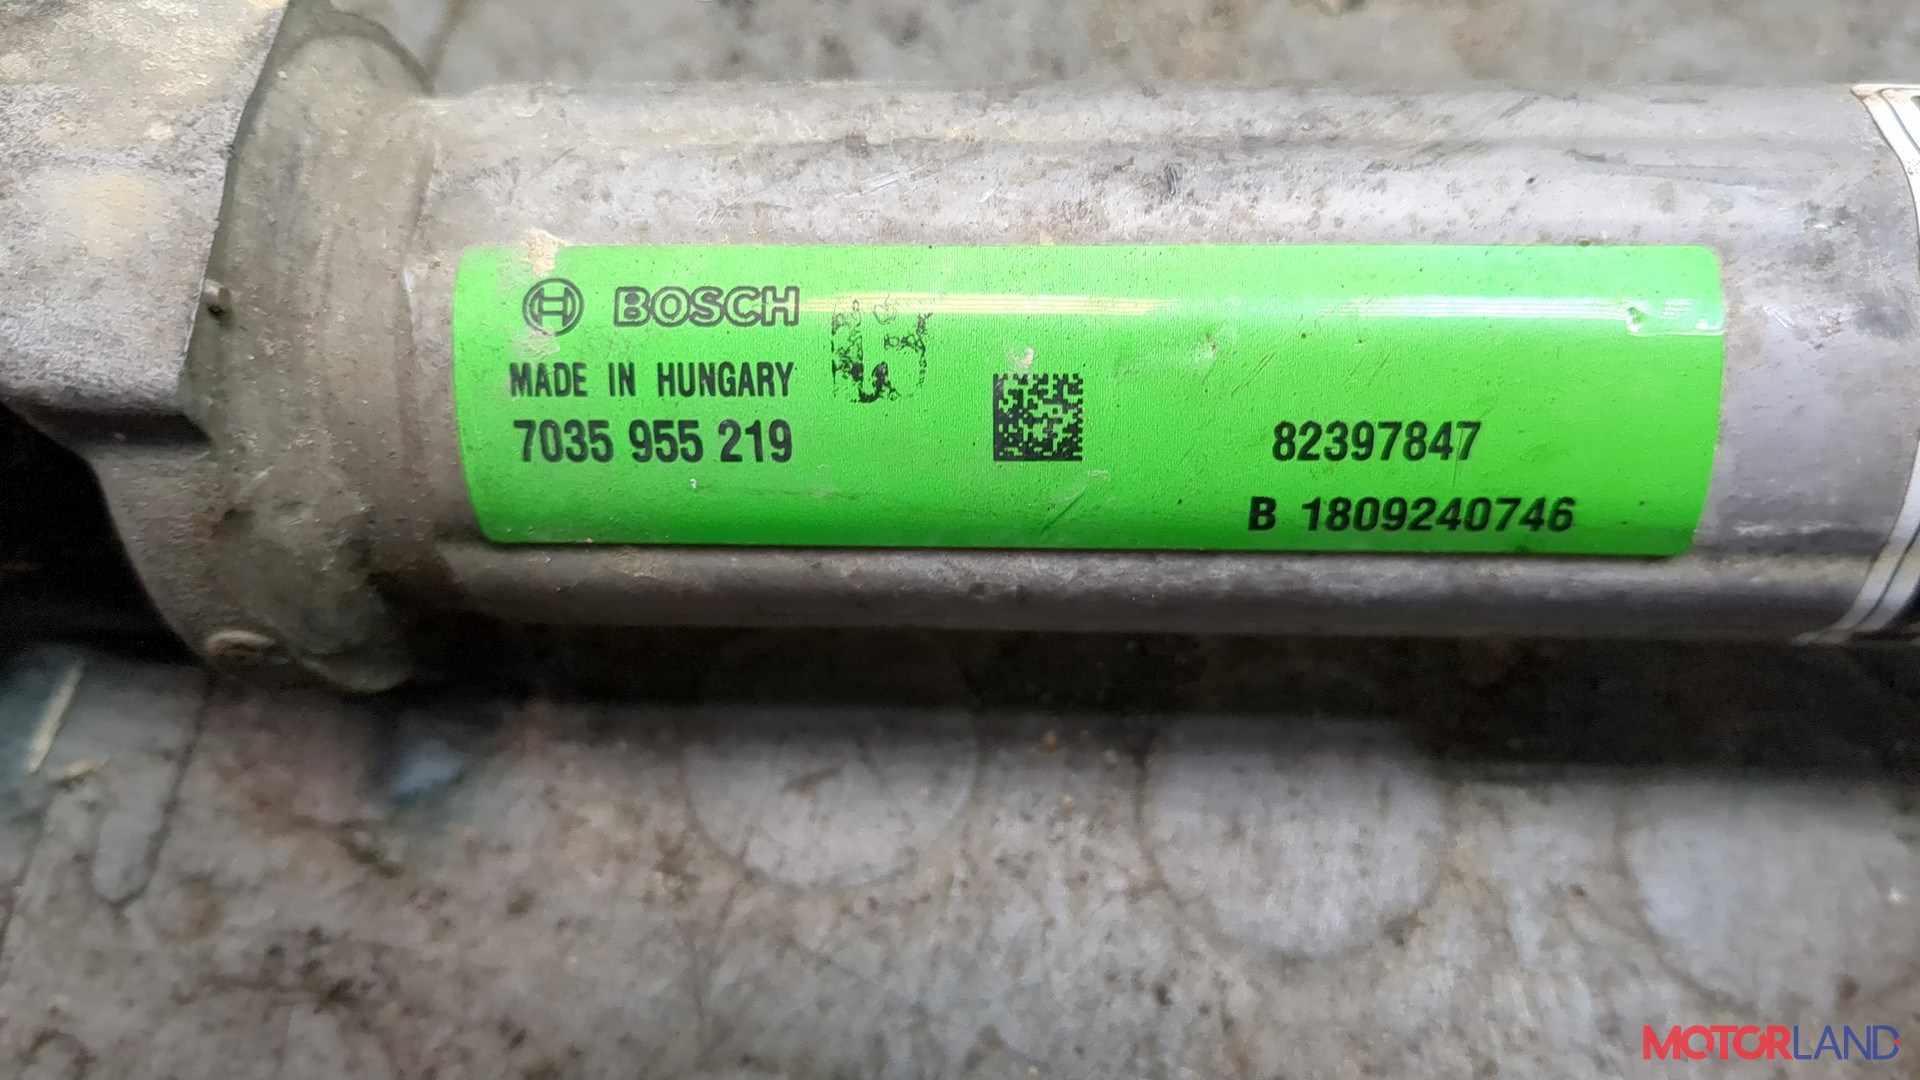 BOSCH
MADE IN HUNGARY
7035 955 219
82397847
B 1809240746
MOTORLAND